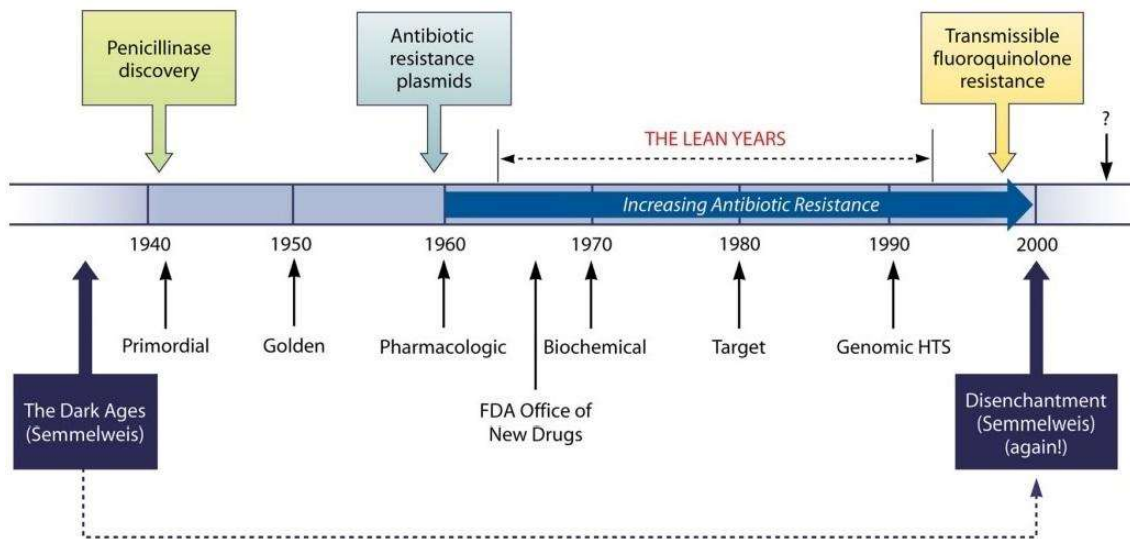 Penicillinase
discovery
Antibiotic
resistance
plasmids
Transmissible
fluoroquinolone
resistance
THE LEAN YEARS
?
Increasing Antibiotic Resistance
1940
1950
1960
1970
1980
1990
2000
Primordial
Golden
Pharmacologic
Biochemical
Target
Genomic HTS
FDA Office of
New Drugs
The Dark Ages
(Semmelweis)
Disenchantment
(Semmelweis)
(again!)